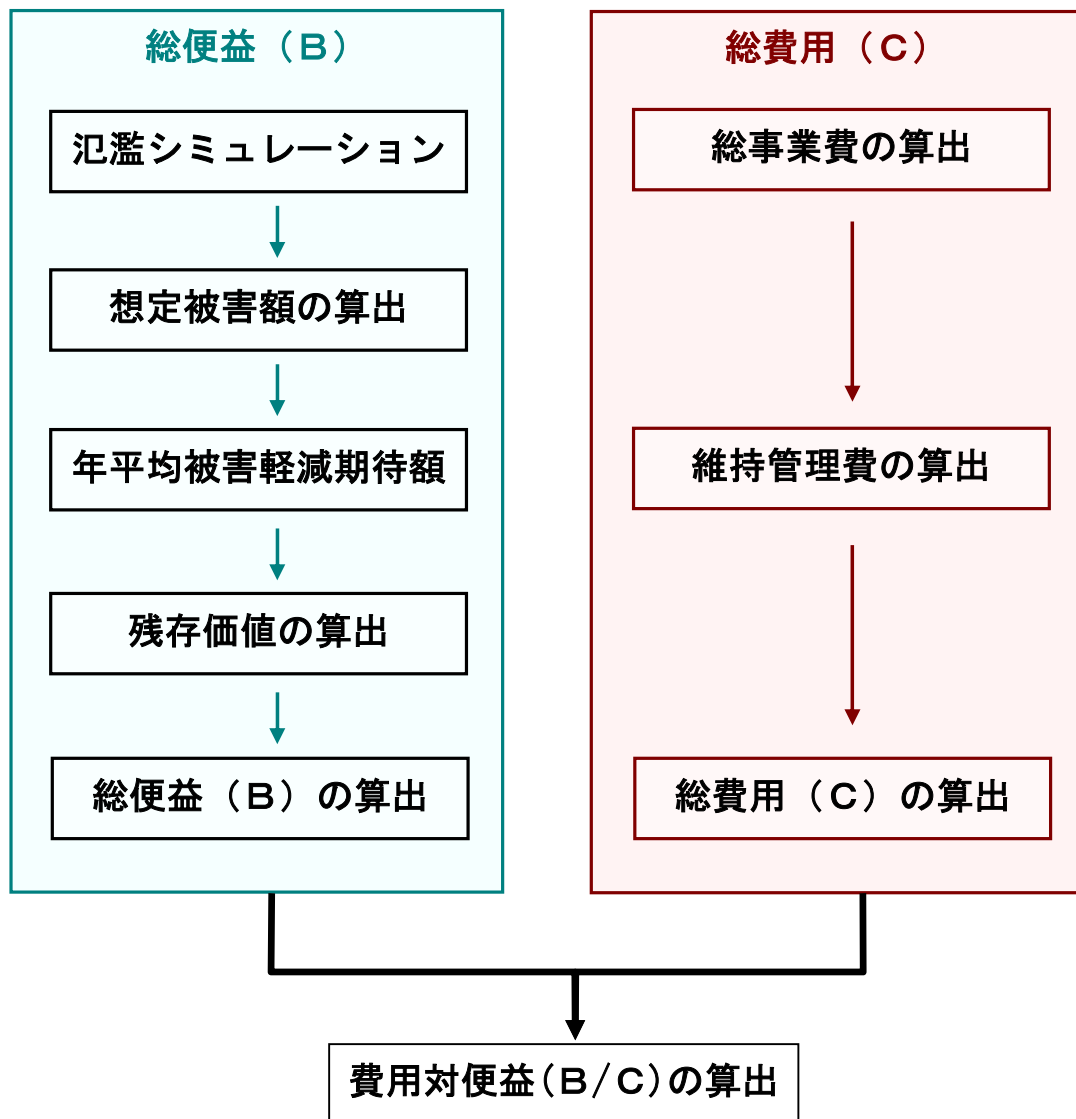 総便益（Ｂ）
氾濫シミュレーション
想定被害額の算出
年平均被害軽減期待額
残存価値の算出
総便益（Ｂ）の算出
総費用（Ｃ）
総事業費の算出
維持管理費の算出
総費用（Ｃ）の算出
費用対便益(Ｂ/Ｃ)の算出